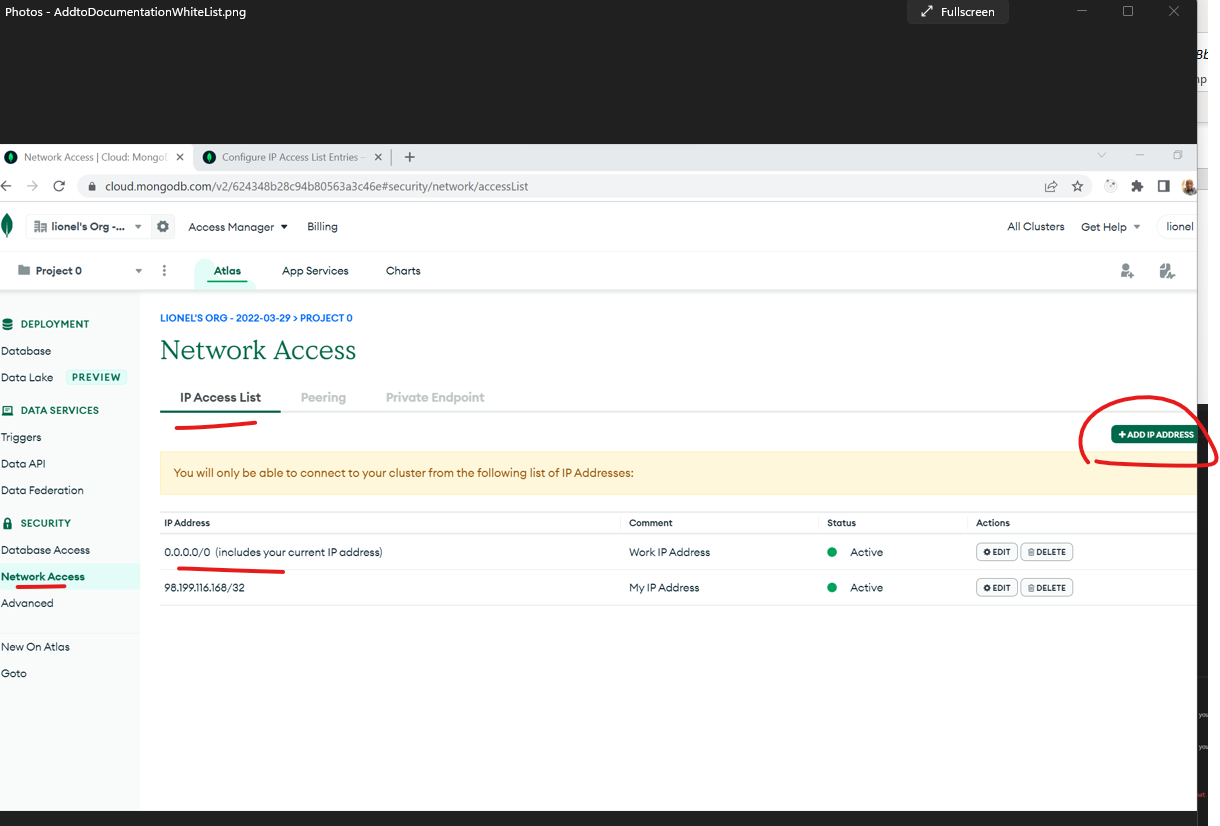 Photos - AddtoDocumentationWhiteList.png
Fullscreen
Network Access | Cloud: Mongo
Configure IP Access List Entries
cloud.mongodb.com/v2/624348b28c94b80563a3c46e#security/network/accessList
lionel's Org -...
Access Manager
Billing
All Clusters
Get Help
lionel
Project 0
Atlas
App Services
Charts
DEPLOYMENT
Database
Data Lake PREVIEW
DATA SERVICES
Triggers
Data API
Data Federation
SECURITY
Database Access
Network Access
Advanced
New On Atlas
Goto
LIONEL'S ORG - 2022-03-29 > PROJECT 0
Network Access
IP Access List Peering Private Endpoint
+ ADD IP ADDRESS
You will only be able to connect to your cluster from the following list of IP Addresses:
IP Address Comment Status Actions
0.0.0.0/0 (includes your current IP address) Work IP Address Active EDIT DELETE
98.199.116.168/32 My IP Address Active EDIT DELETE